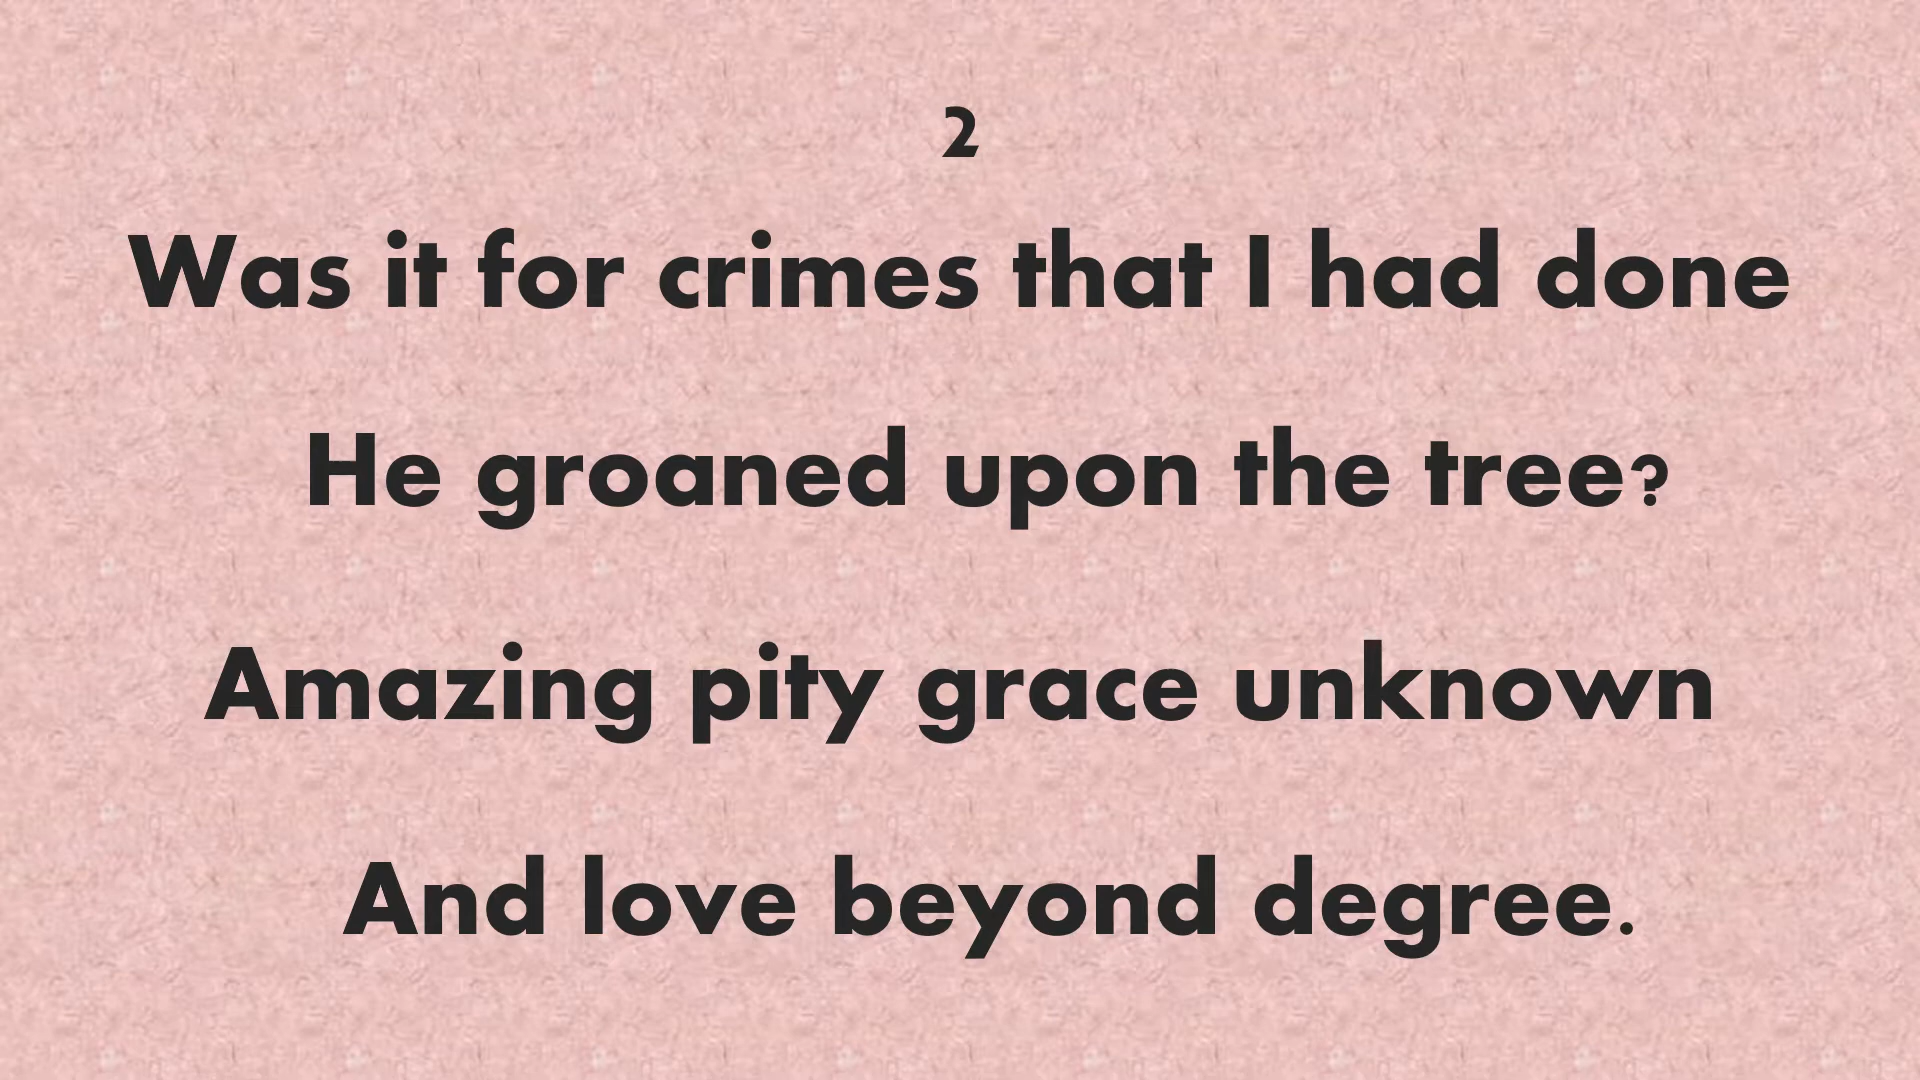 2
Was it for crimes that I had done
He groaned upon the tree?
Amazing pity grace unknown
And love beyond degree.